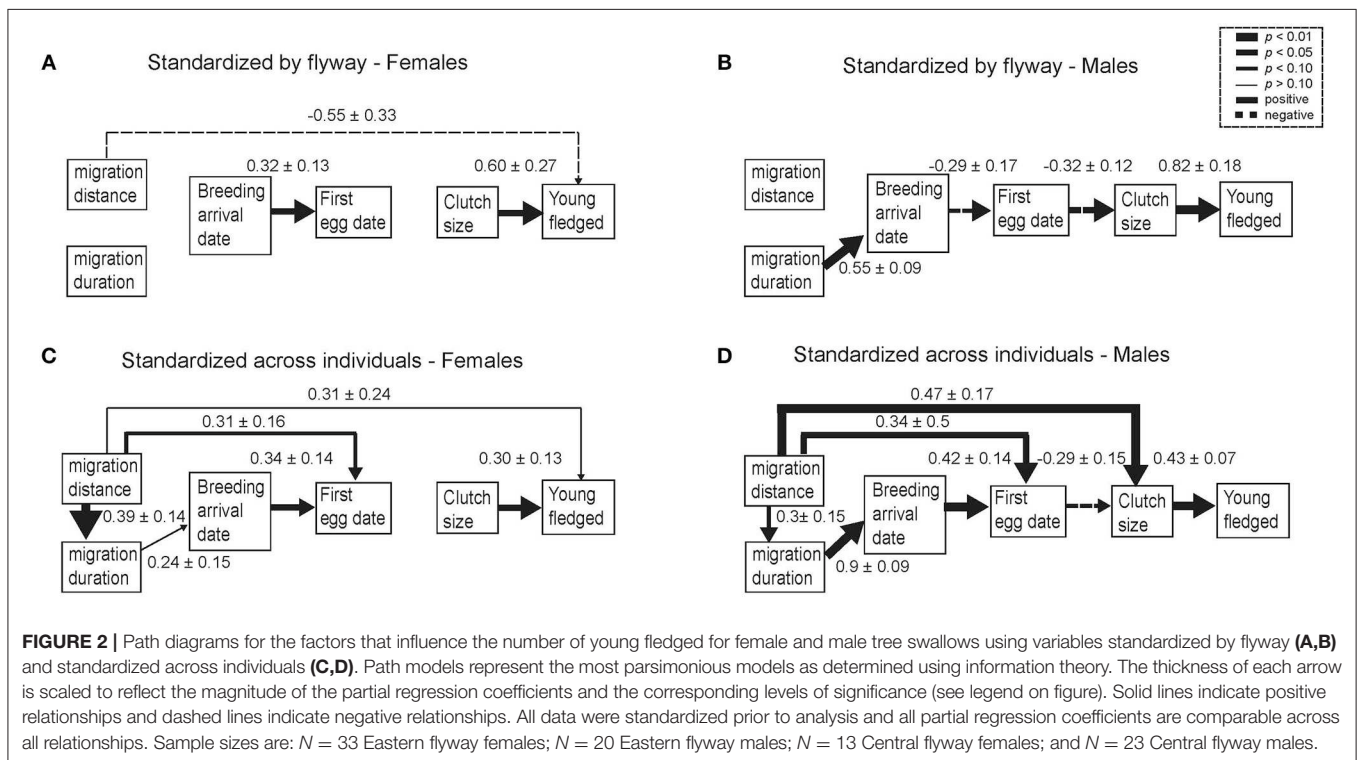 A
Standardized by flyway - Females
-0.55 ± 0.33
migration
distance
0.32 ± 0.13
0.60 ± 0.27
Breeding
arrival
date
First
egg date
Clutch
size
Young
fledged
migration
duration
B
Standardized by flyway - Males
p < 0.01
p < 0.05
p < 0.10
p > 0.10
positive
negative
migration
distance
-0.29 ± 0.17
-0.32 ± 0.12
0.82 ± 0.18
Breeding
arrival
date
First
egg date
Clutch
size
Young
fledged
migration
duration
0.55 ± 0.09
C
Standardized across individuals - Females
0.31 ± 0.24
0.31 ± 0.16
migration
distance
0.34 ± 0.14
0.30 ± 0.13
Breeding
arrival
date
First
egg date
Clutch
size
Young
fledged
0.39 ± 0.14
migration
duration
0.24 ± 0.15
D
Standardized across individuals - Males
0.47 ± 0.17
0.34 ± 0.5
migration
distance
0.42 ± 0.14
-0.29 ± 0.15
0.43 ± 0.07
Breeding
arrival
date
First
egg date
Clutch
size
Young
fledged
0.3± 0.15
migration
duration
0.9 ± 0.09
FIGURE 2 | Path diagrams for the factors that influence the number of young fledged for female and male tree swallows using variables standardized by flyway (A,B)
and standardized across individuals (C,D). Path models represent the most parsimonious models as determined using information theory. The thickness of each arrow
is scaled to reflect the magnitude of the partial regression coefficients and the corresponding levels of significance (see legend on figure). Solid lines indicate positive
relationships and dashed lines indicate negative relationships. All data were standardized prior to analysis and all partial regression coefficients are comparable across
all relationships. Sample sizes are: N = 33 Eastern flyway females; N = 20 Eastern flyway males; N = 13 Central flyway females; and N = 23 Central flyway males.